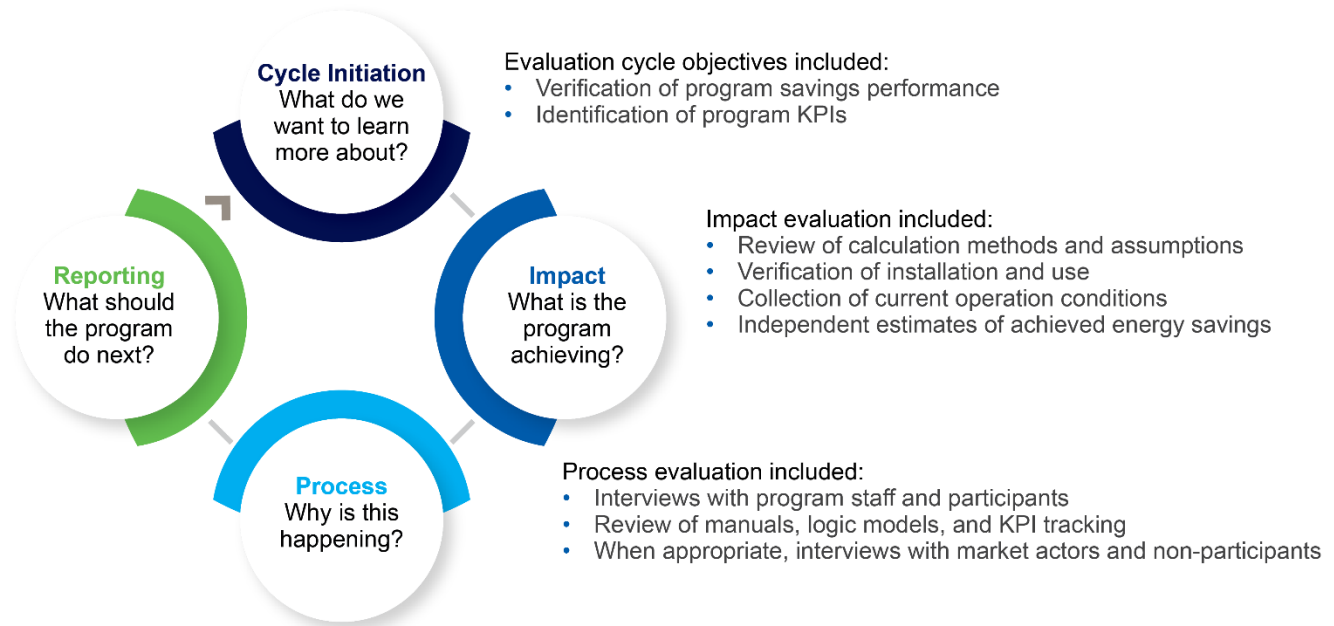 Cycle Initiation
What do we
want to learn
more about?
Evaluation cycle objectives included:
• Verification of program savings performance
• Identification of program KPIs
Impact
What is the
program
achieving?
Impact evaluation included:
• Review of calculation methods and assumptions
• Verification of installation and use
• Collection of current operation conditions
• Independent estimates of achieved energy savings
Process
Why is this
happening?
Process evaluation included:
• Interviews with program staff and participants
• Review of manuals, logic models, and KPI tracking
• When appropriate, interviews with market actors and non-participants
Reporting
What should
the program
do next?